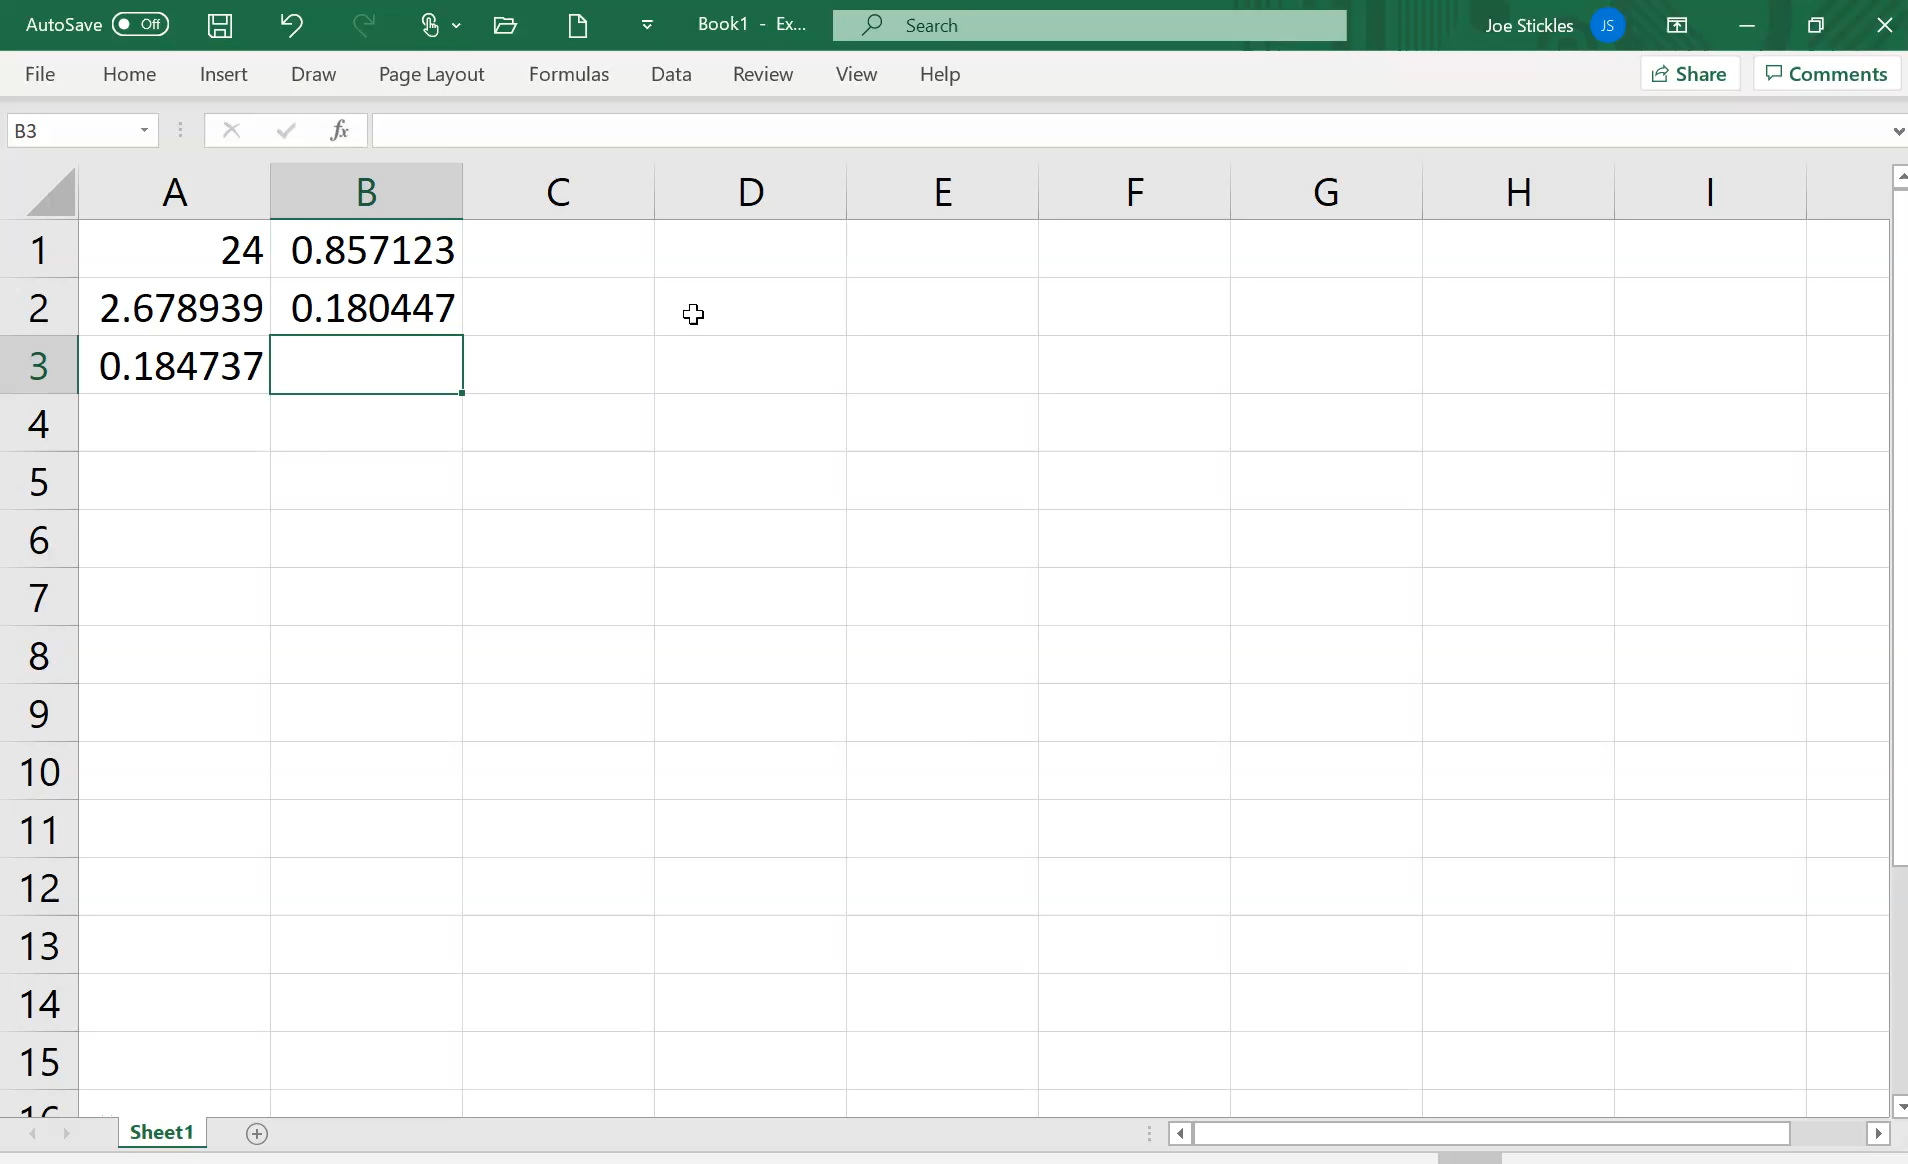 AutoSave Off Book1 - Ex... Search Joe Stickles JS
File Home Insert Draw Page Layout Formulas Data Review View Help Share Comments
B3 fx
A B C D E F G H I
1 24 0.857123
2 2.678939 0.180447
3 0.184737
4
5
6
7
8
9
10
11
12
13
14
15
16
Sheet1